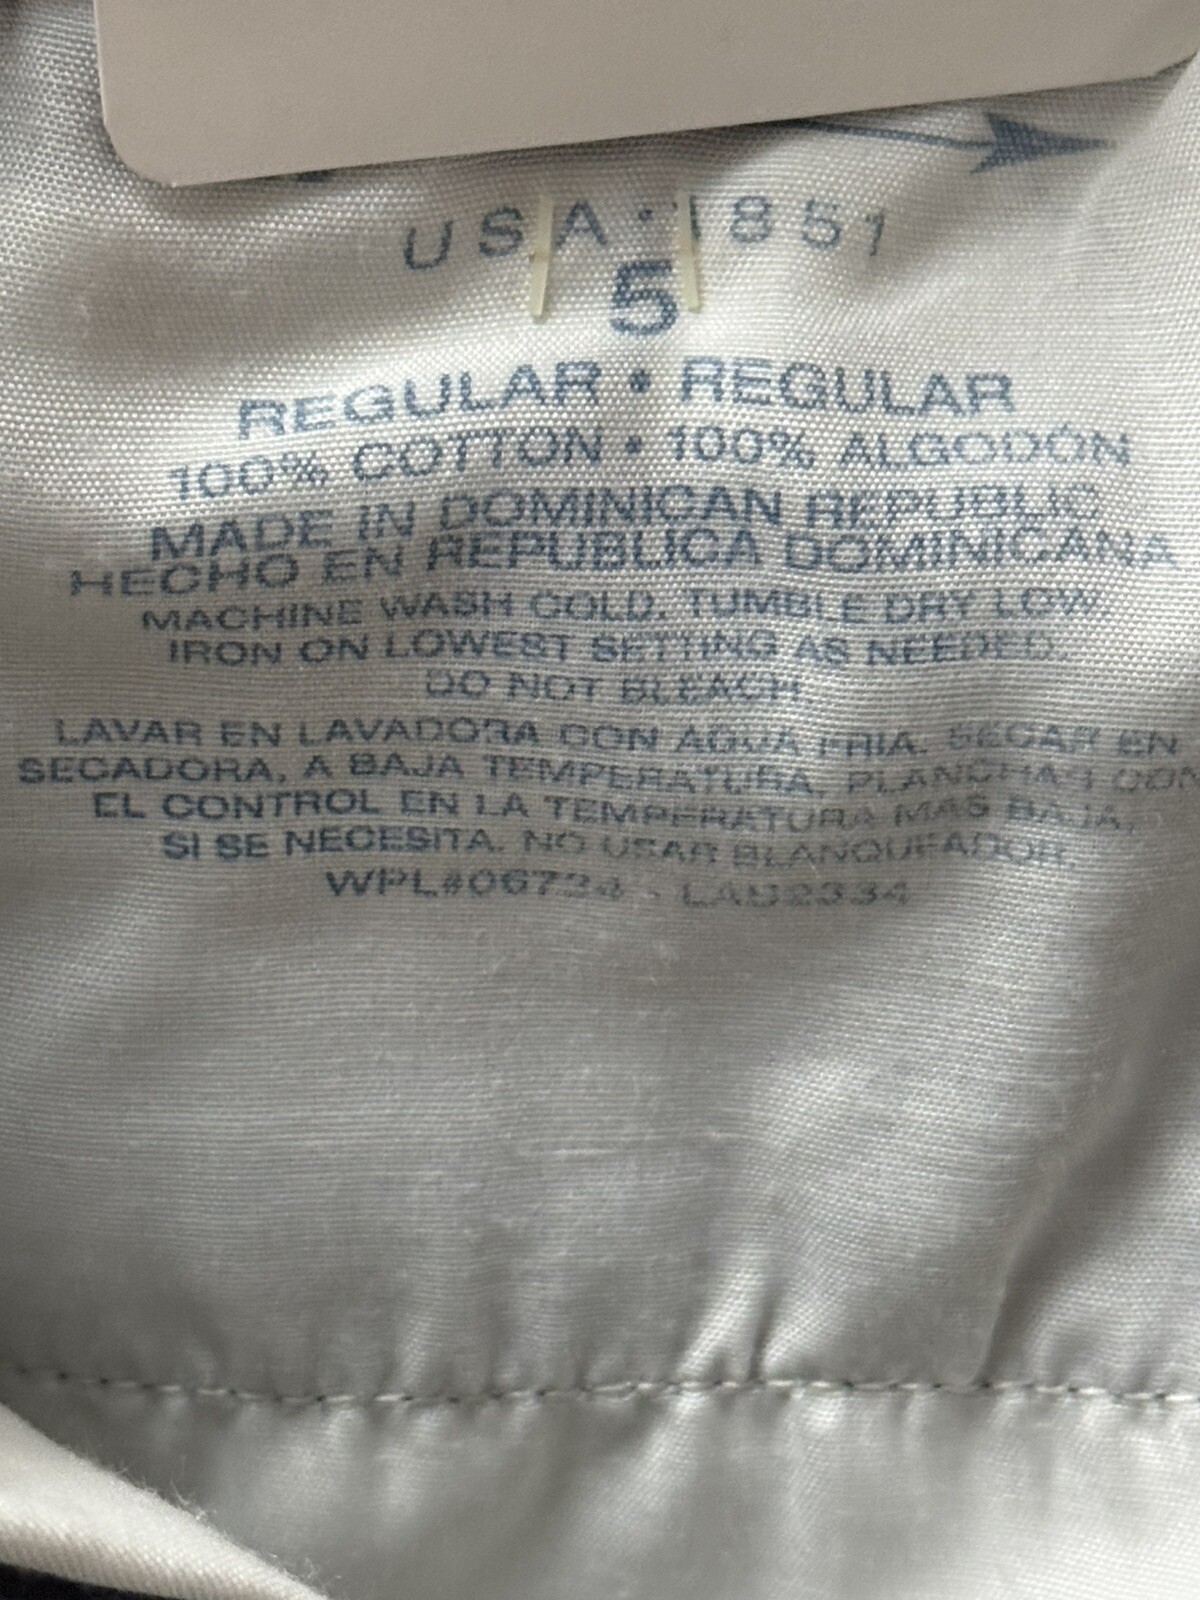 USA · 1851
5
REGULAR • REGULAR
100% COTTON • 100% ALGODÓN
MADE IN DOMINICAN REPUBLIC
HECHO EN REPUBLICA DOMINICANA
MACHINE WASH COLD. TUMBLE DRY LOW.
IRON ON LOWEST SETTING AS NEEDED.
DO NOT BLEACH.
LAVAR EN LAVADORA CON AGUA FRIA. SECAR EN
SECADORA, A BAJA TEMPERATURA, PLANCHAR CON
EL CONTROL EN LA TEMPERATURA MAS BAJA,
SI SE NECESITA. NO USAR BLANQUEADOR.
WPL#06734 -